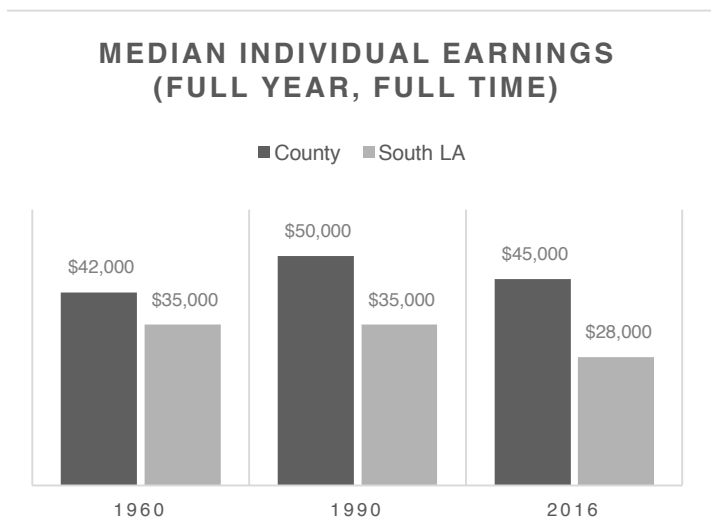 MEDIAN INDIVIDUAL EARNINGS
(FULL YEAR, FULL TIME)
County South LA
$42,000 $35,000 $50,000 $35,000 $45,000 $28,000
1960 1990 2016